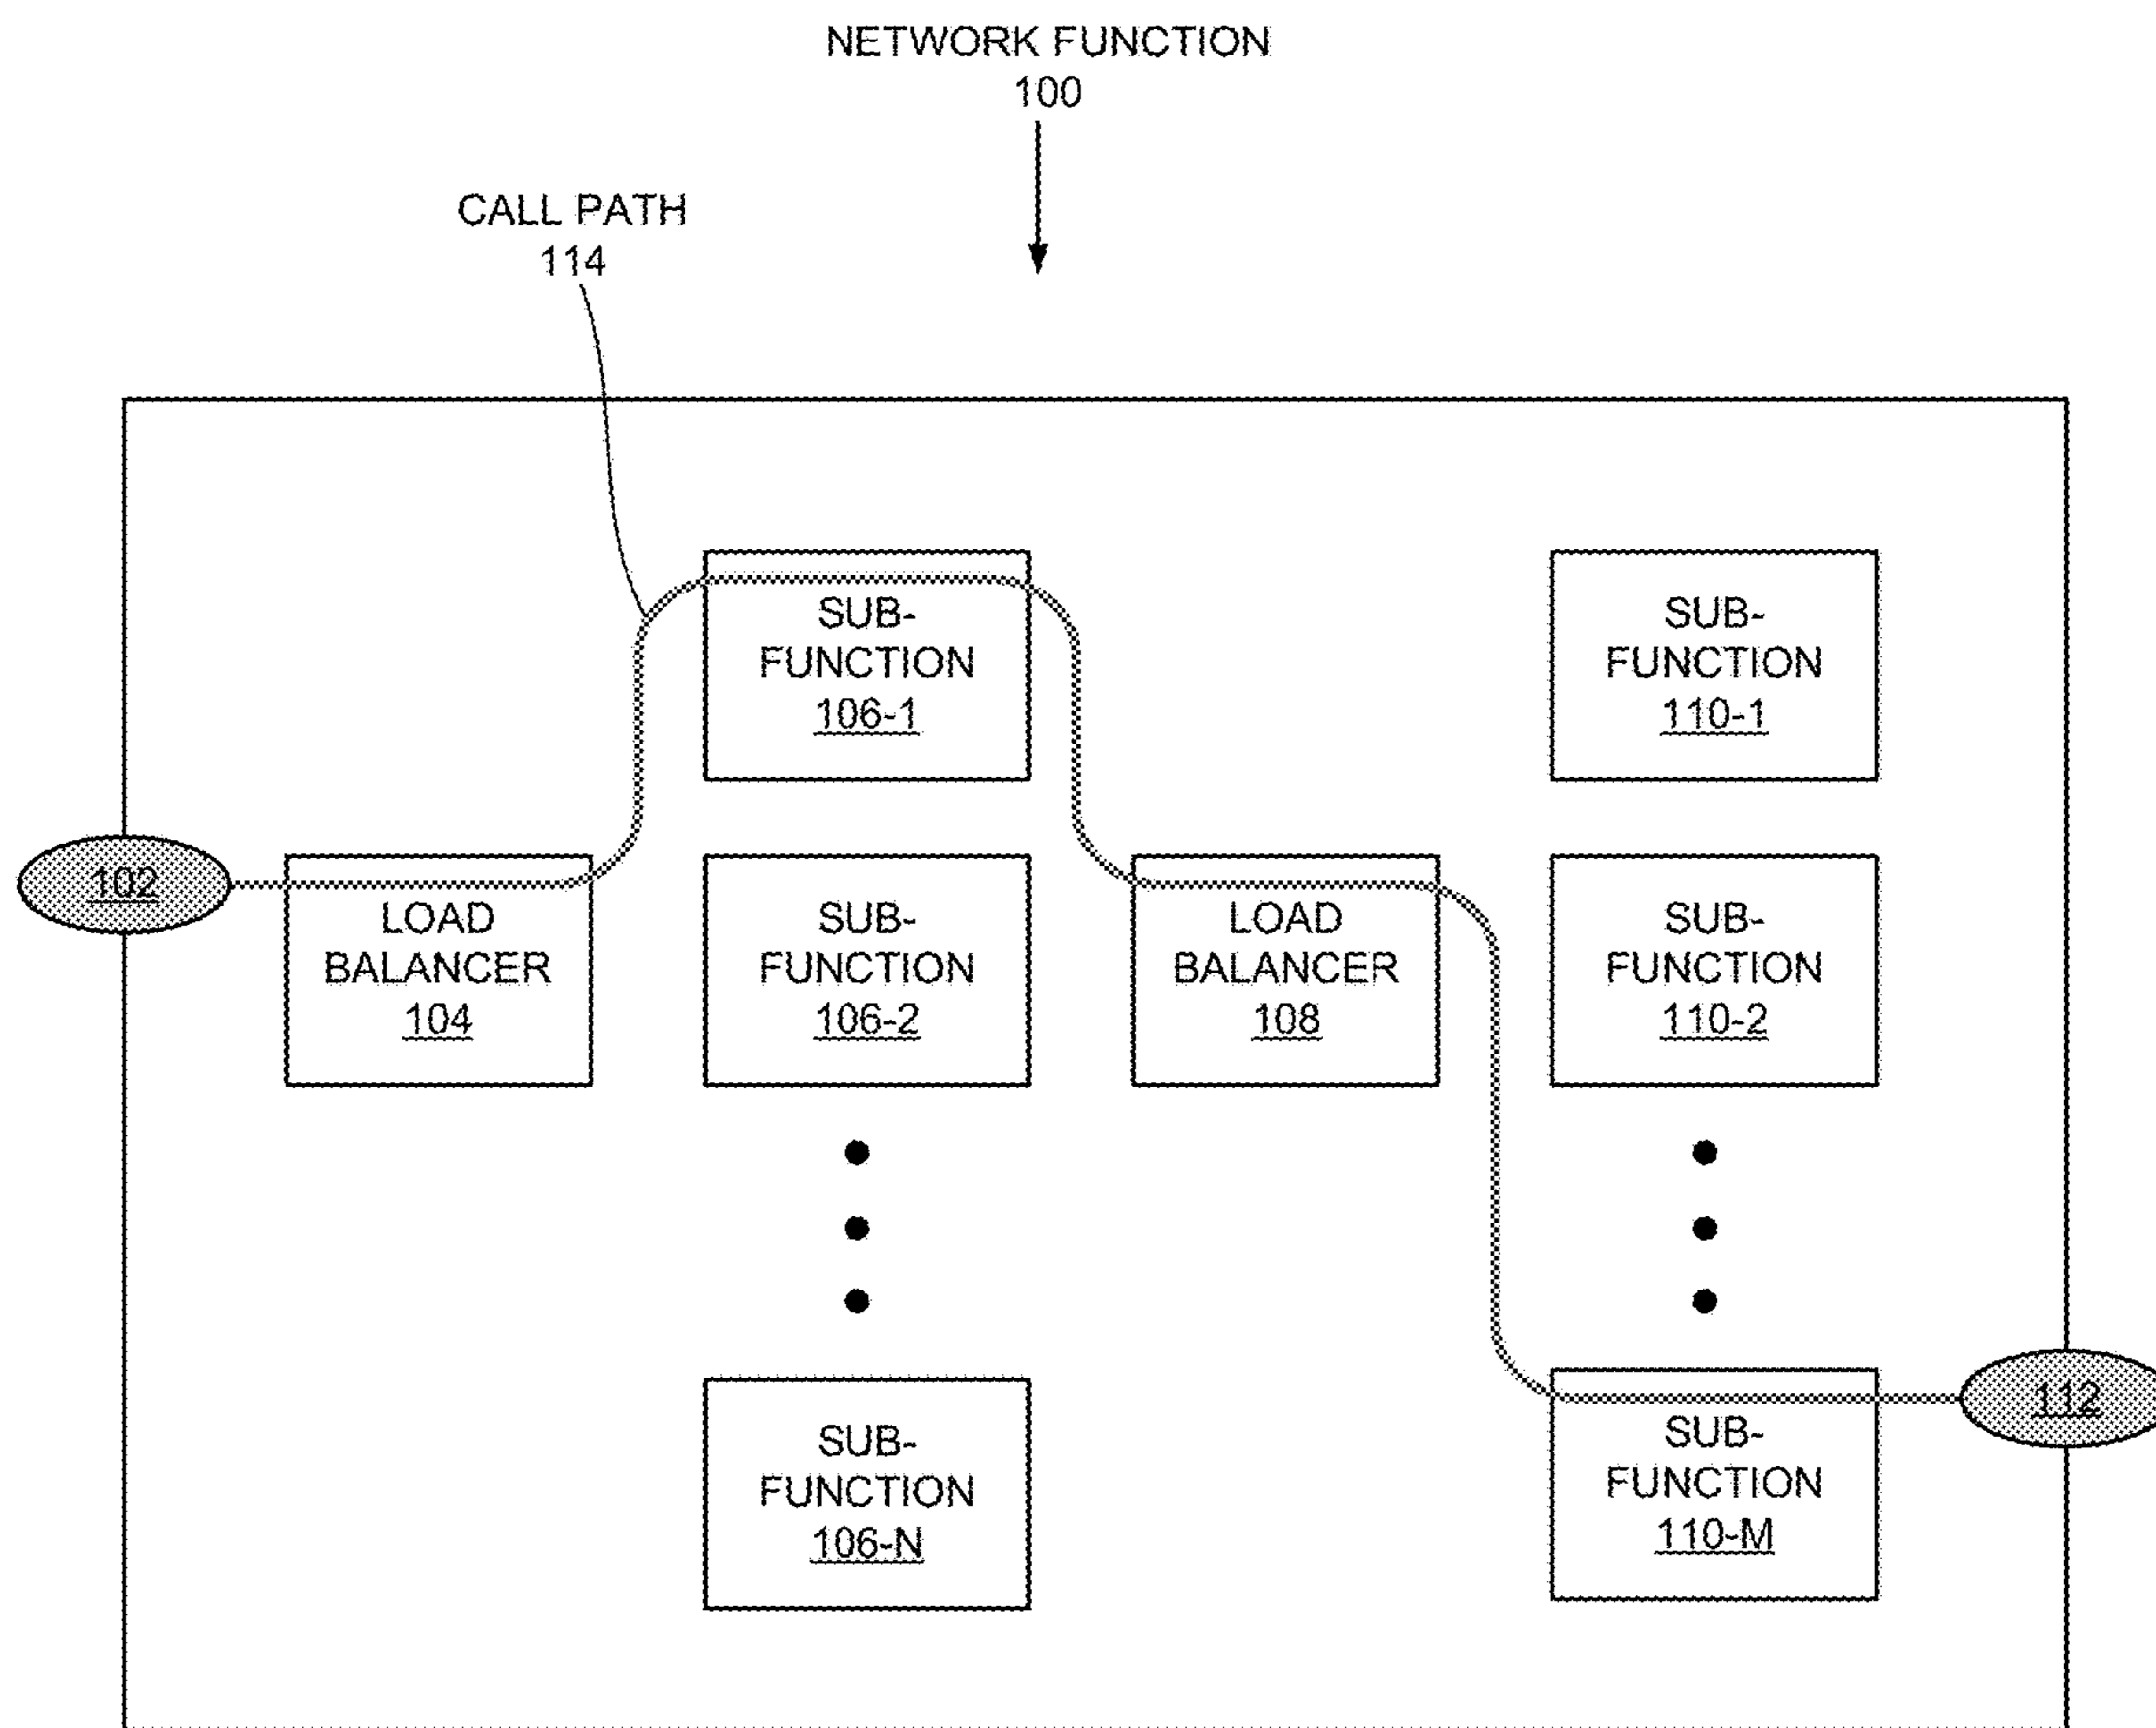 NETWORK FUNCTION
100
CALL PATH
114
SUB-
FUNCTION
106-1
SUB-
FUNCTION
110-1
102
LOAD
BALANCER
104
SUB-
FUNCTION
106-2
LOAD
BALANCER
108
SUB-
FUNCTION
110-2
SUB-
FUNCTION
106-N
112
SUB-
FUNCTION
110-M